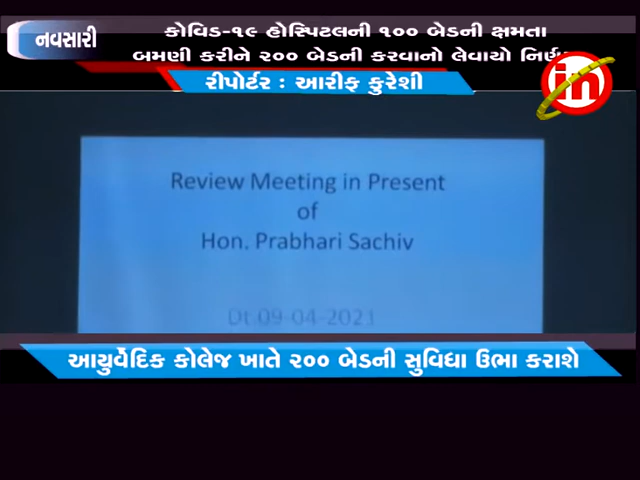 નવસારી
કોવિડ-૧૯ હોસ્પિટલની ૧૦૦ બેડની ક્ષમતા
બમણી કરીને ૨૦૦ બેડની કરવાનો લેવાયો
રીપોર્ટર : આરીફ કુરેશી
in
Review Meeting in Present
of
Hon. Prabhari Sachiv
Dt.09-04-2021
આયુર્વેદિક કોલેજ ખાતે ૨૦૦ બેડની સુવિધા ઉભા કરાશે